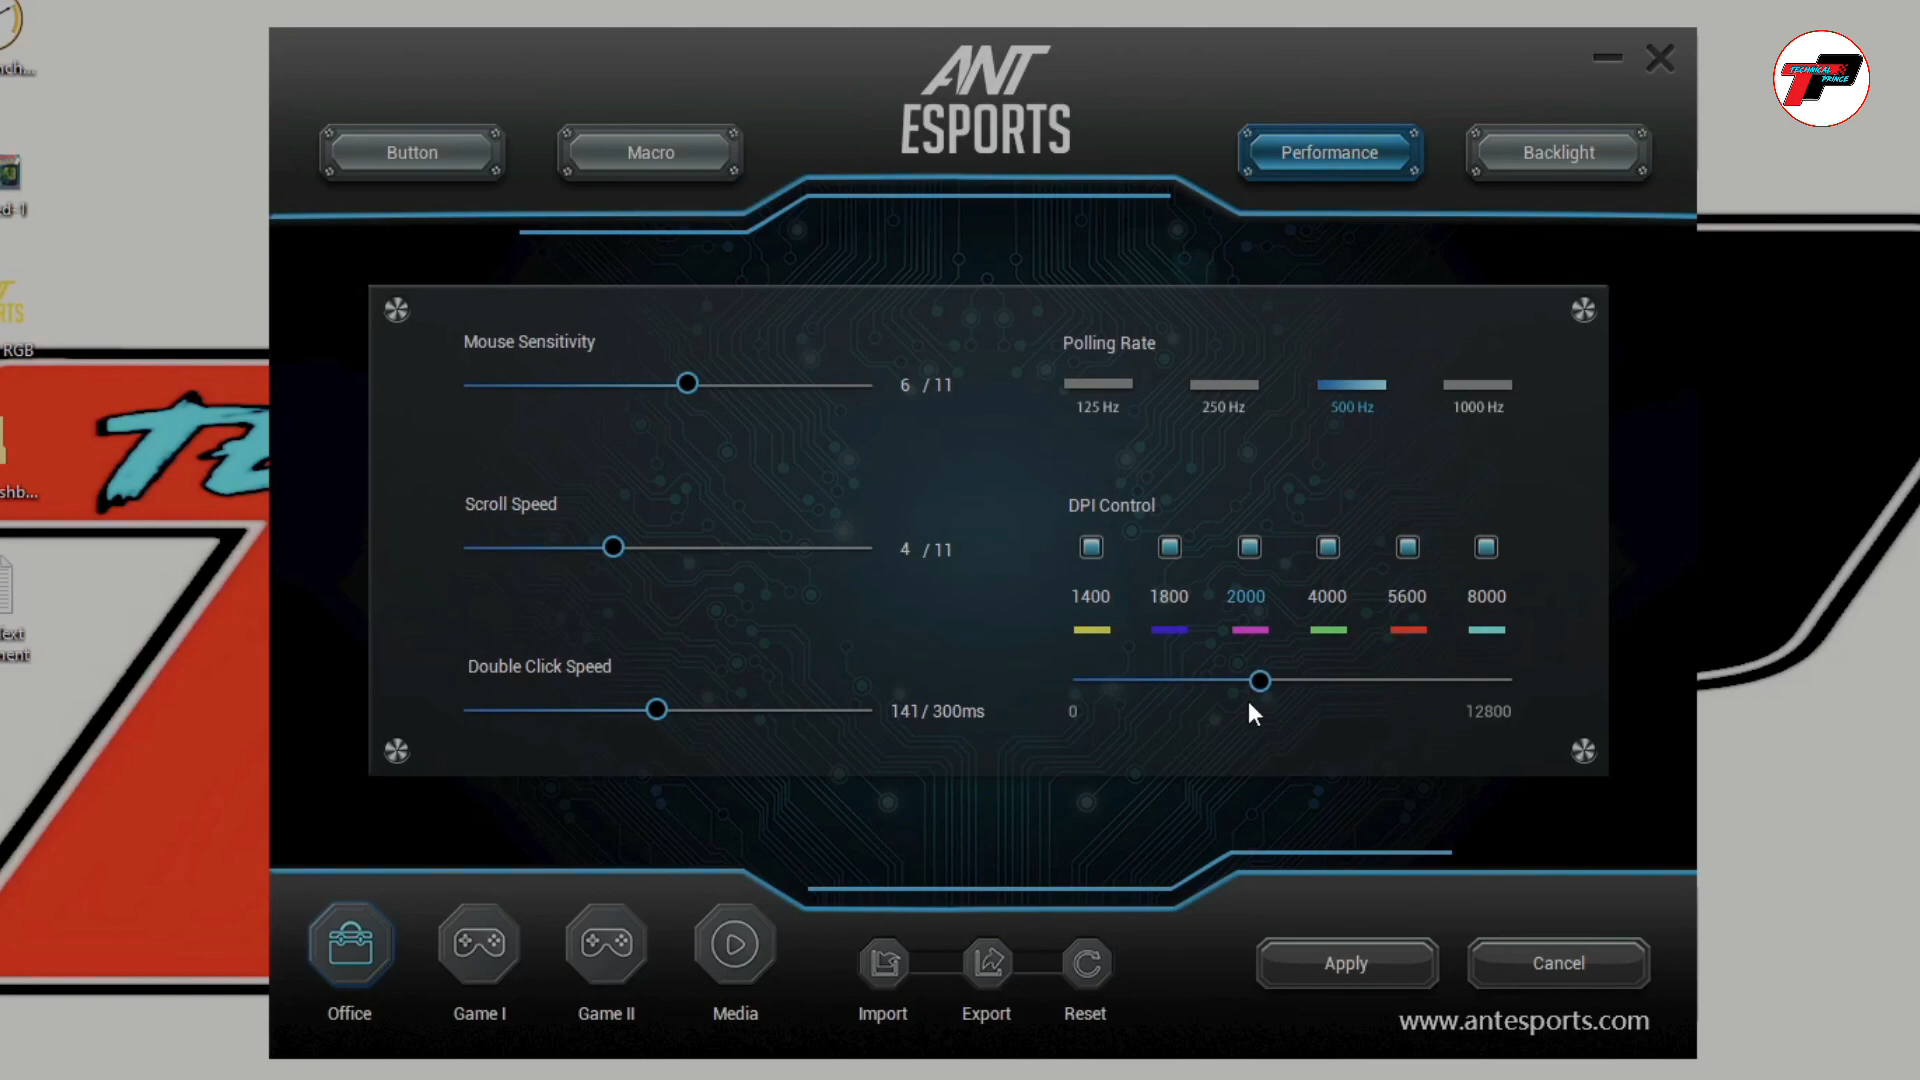 ANT
ESPORTS
TECHNICAL
PRINCE
Button
Macro
Performance
Backlight
Mouse Sensitivity
6 / 11
Polling Rate
125 Hz
250 Hz
500 Hz
1000 Hz
Scroll Speed
4 / 11
DPI Control
1400
1800
2000
4000
5600
8000
Double Click Speed
141/ 300ms
0
12800
RGB
Office
Game I
Game II
Media
Import
Export
Reset
Apply
Cancel
www.antesports.com